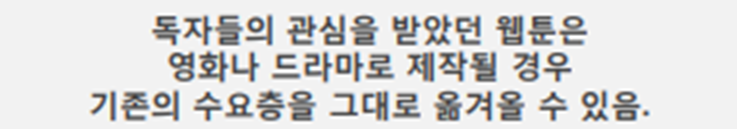 독자들의 관심을 받았던 웹툰은
영화나 드라마로 제작될 경우
기존의 수요층을 그대로 옮겨올 수 있음.